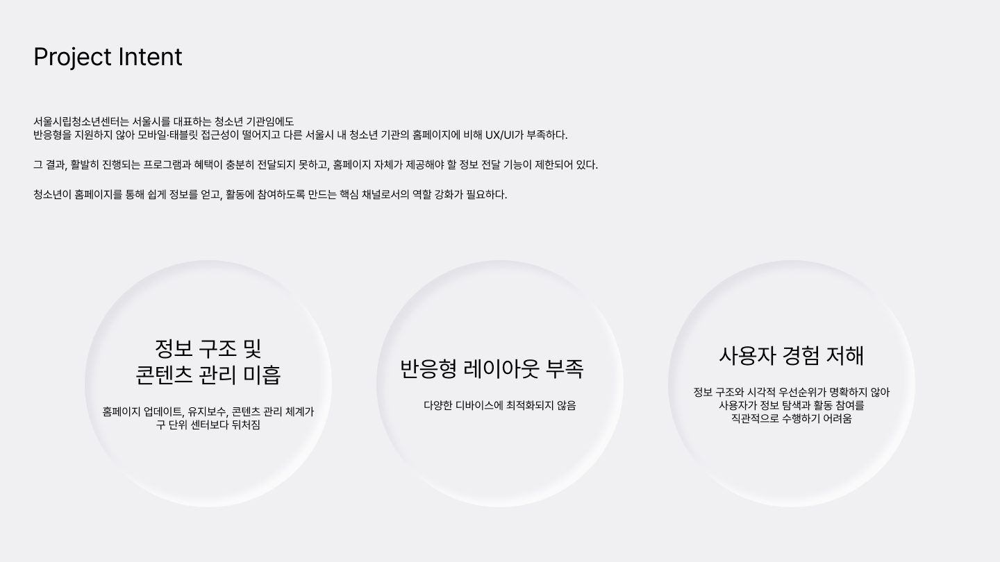 Project Intent
서울시립청소년센터는 서울시를 대표하는 청소년 기관임에도
반응형을 지원하지 않아 모바일·태블릿 접근성이 떨어지고 다른 서울시 내 청소년 기관의 홈페이지에 비해 UX/UI가 부족하다.
그 결과, 활발히 진행되는 프로그램과 혜택이 충분히 전달되지 못하고, 홈페이지 자체가 제공해야 할 정보 전달 기능이 제한되어 있다.
청소년이 홈페이지를 통해 쉽게 정보를 얻고, 활동에 참여하도록 만드는 핵심 채널로서의 역할 강화가 필요하다.
정보 구조 및
콘텐츠 관리 미흡
홈페이지 업데이트, 유지보수, 콘텐츠 관리 체계가
구 단위 센터보다 뒤처짐
반응형 레이아웃 부족
다양한 디바이스에 최적화되지 않음
사용자 경험 저해
정보 구조와 시각적 우선순위가 명확하지 않아
사용자가 정보 탐색과 활동 참여를
직관적으로 수행하기 어려움